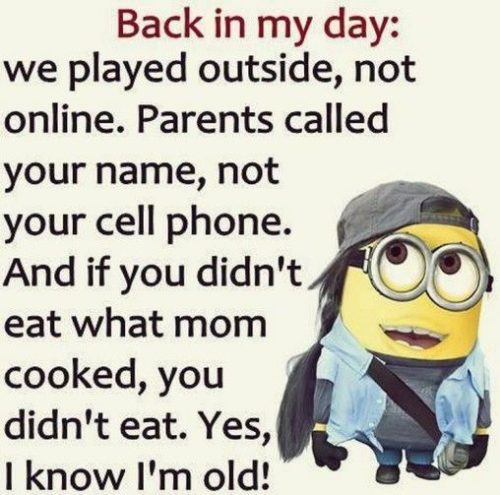 Back in my day:
we played outside, not
online. Parents called
your name, not
your cell phone.
And if you didn't
eat what mom
cooked, you
didn't eat. Yes,
I know I'm old!